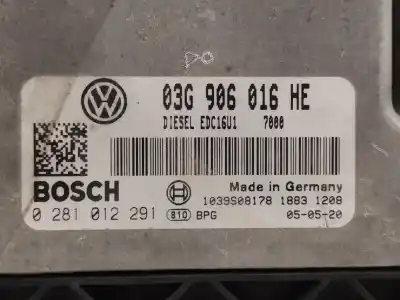 03G 906 016 HE
DIESEL EDC16U1 7000
BOSCH
Made in Germany
1039S08178 1883 1208
0 281 012 291 810 BPG 05-05-20